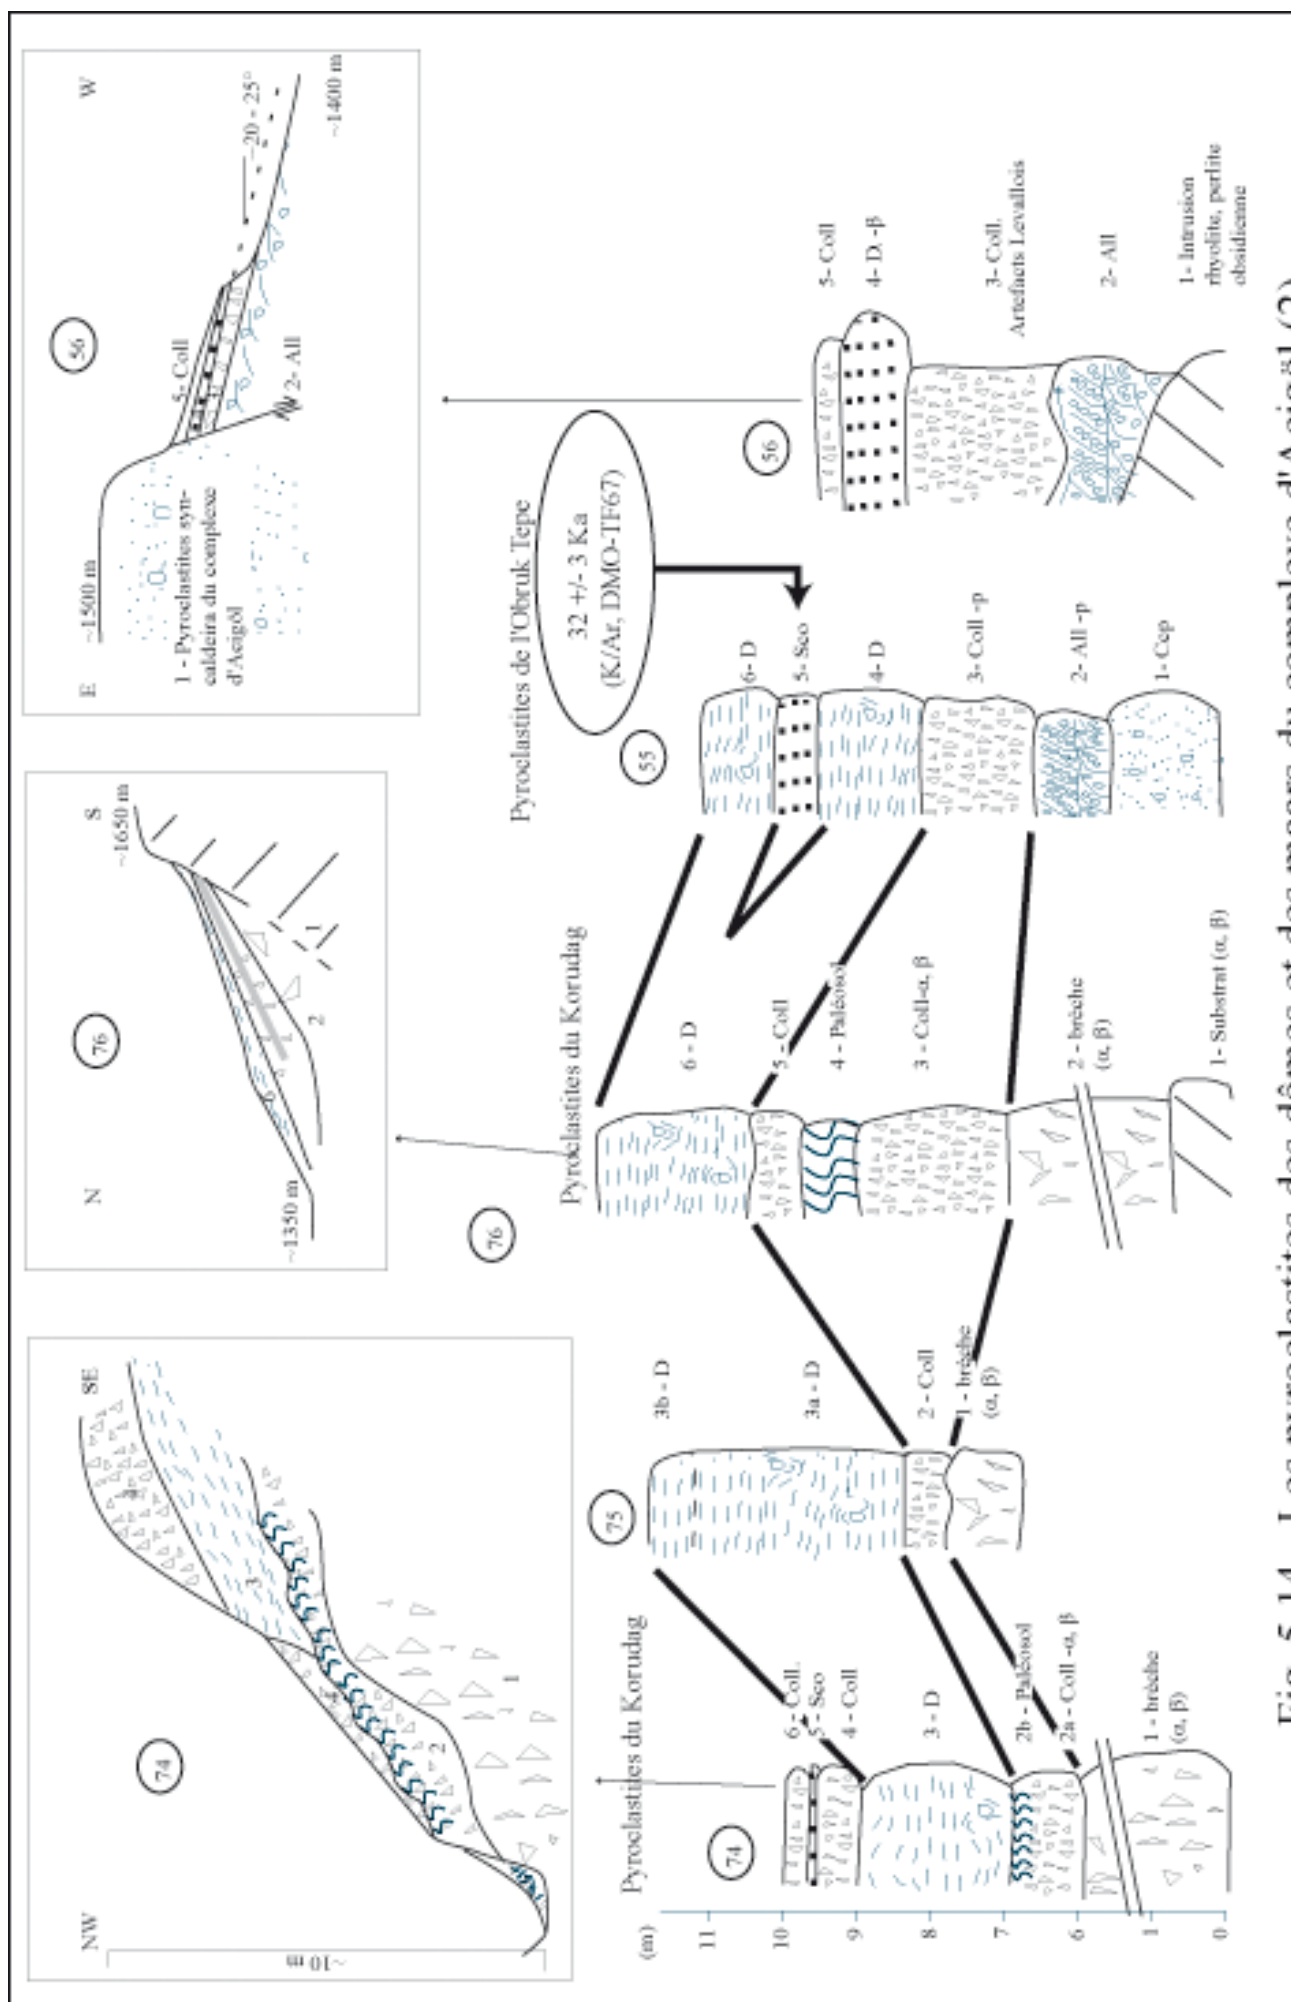 NW
SE
~10 m
74
1
2
3
4
N
S
~1350 m
~1650 m
76
1
2
6
E
W
~1500 m
~1400 m
56
1 - Pyroclastites syn-
caldeira du complexe
d'Acigöl
5- Coll
2- All
~20 - 25°
Pyroclastites du Korudag
74
6 - Coll.
5 - Sco
4 - Coll
3 - D
2b - Paléosol
2a - Coll -α, β
1 - brèche
(α, β)
(m)
11
10
9
8
7
6
1
0
75
3b - D
3a - D
2 - Coll
1 - brèche
(α, β)
76
Pyroclastites du Korudag
6 - D
5 - Coll
4 - Paléosol
3 - Coll-α, β
2 - brèche
(α, β)
1- Substrat (α, β)
Pyroclastites de l'Obruk Tepe
55
32 +/- 3 Ka
(K/Ar, DMO-TF67)
6- D
5- Sco
4- D
3- Coll -p
2- All -p
1- Cep
56
5- Coll
4- D. -β
3- Coll.
Artefacts Levallois
2- All
1- Intrusion
rhyolite, perlite
obsidienne
Fig. 5.14 - Les pyroclastites des dômes et des maars du complexe d'Acigöl (2)